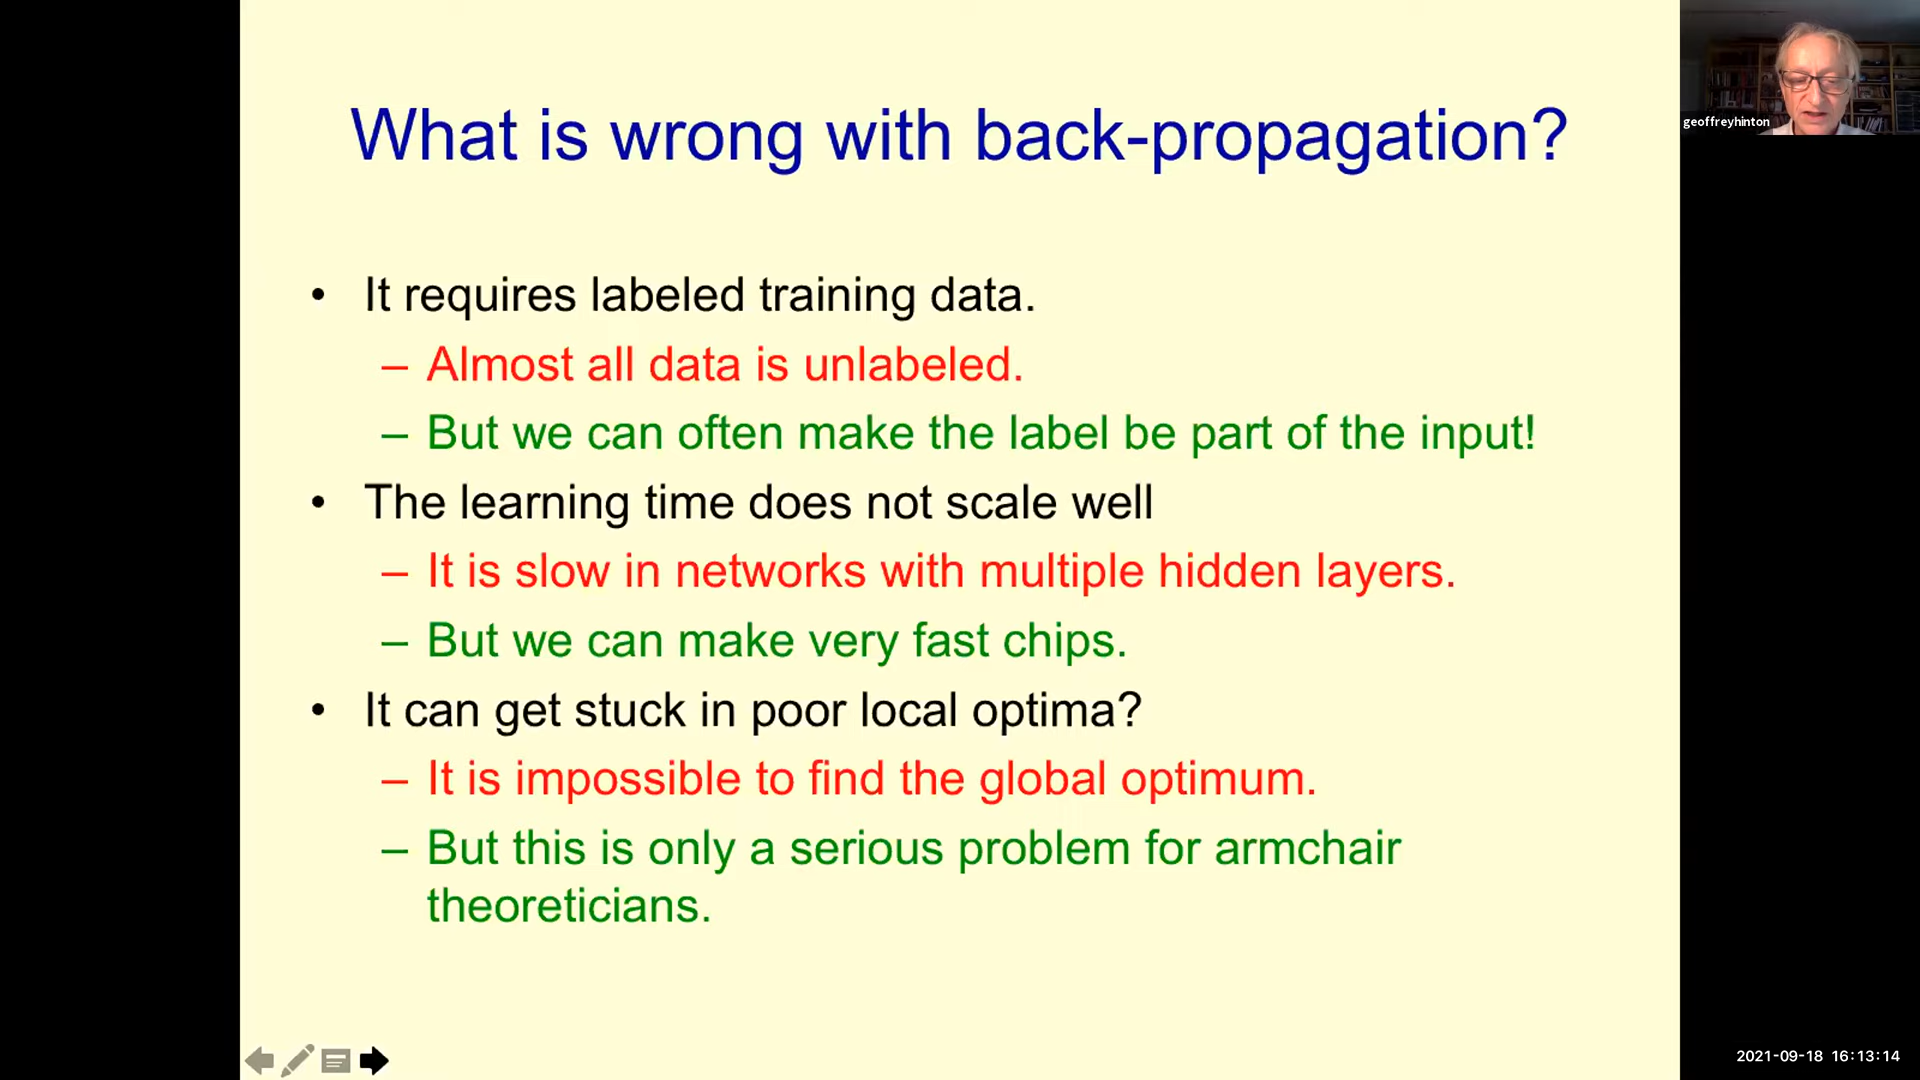 What is wrong with back-propagation?
geoffreyhinton
• It requires labeled training data.
– Almost all data is unlabeled.
– But we can often make the label be part of the input!
• The learning time does not scale well
– It is slow in networks with multiple hidden layers.
– But we can make very fast chips.
• It can get stuck in poor local optima?
– It is impossible to find the global optimum.
– But this is only a serious problem for armchair
theoreticians.
2021-09-18 16:13:14